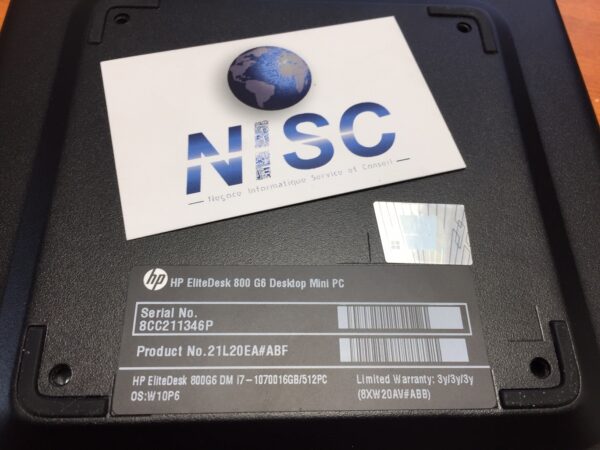 NISC
Negoce Informatique Service et Conseil
hp HP EliteDesk 800 G6 Desktop Mini PC
Serial No.
8CC211346P
Product No.21L20EA#ABF
HP EliteDesk 800G6 DM i7-1070016GB/512PC
Limited Warranty: 3y/3y/3y
OS:W10P6
(8XW20AV#ABB)